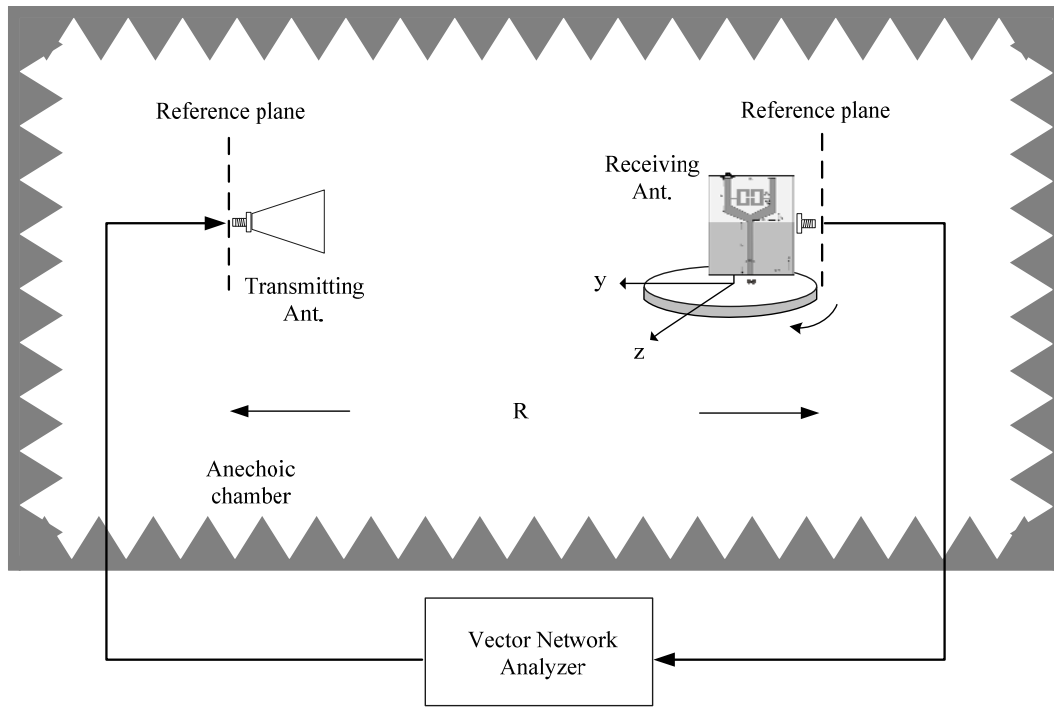 Reference plane
Reference plane
Receiving
Ant.
Transmitting
Ant.
y
z
R
Anechoic
chamber
Vector Network
Analyzer